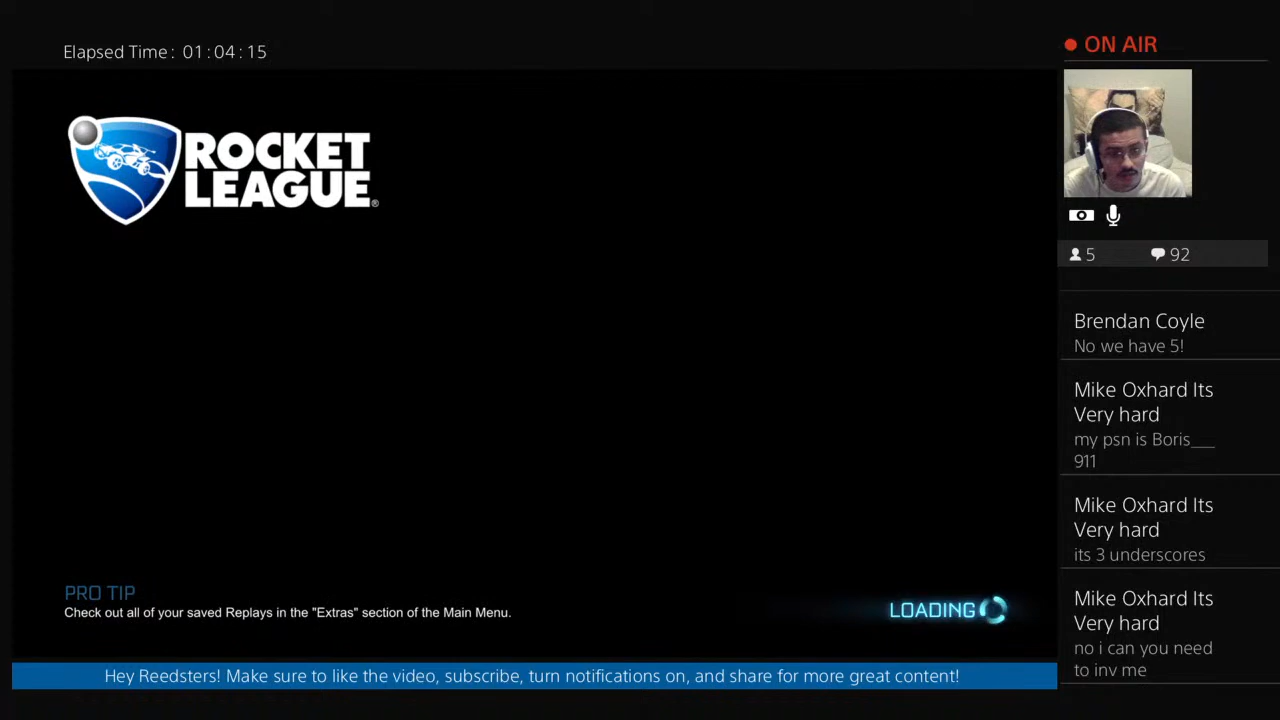 Elapsed Time: 01:04:15
ON AIR
ROCKET
LEAGUE®
5 92
Brendan Coyle
No we have 5!
Mike Oxhard Its
Very hard
my psn is Boris___
911
Mike Oxhard Its
Very hard
its 3 underscores
Mike Oxhard Its
Very hard
no i can you need
to inv me
PRO TIP
Check out all of your saved Replays in the "Extras" section of the Main Menu.
LOADING
Hey Reedsters! Make sure to like the video, subscribe, turn notifications on, and share for more great content!